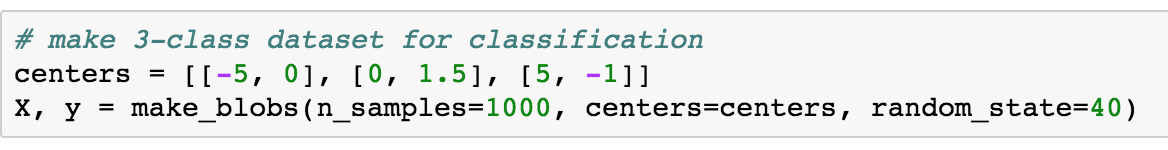 # make 3-class dataset for classification
centers = [[-5, 0], [0, 1.5], [5, -1]]
X, y = make_blobs(n_samples=1000, centers=centers, random_state=40)